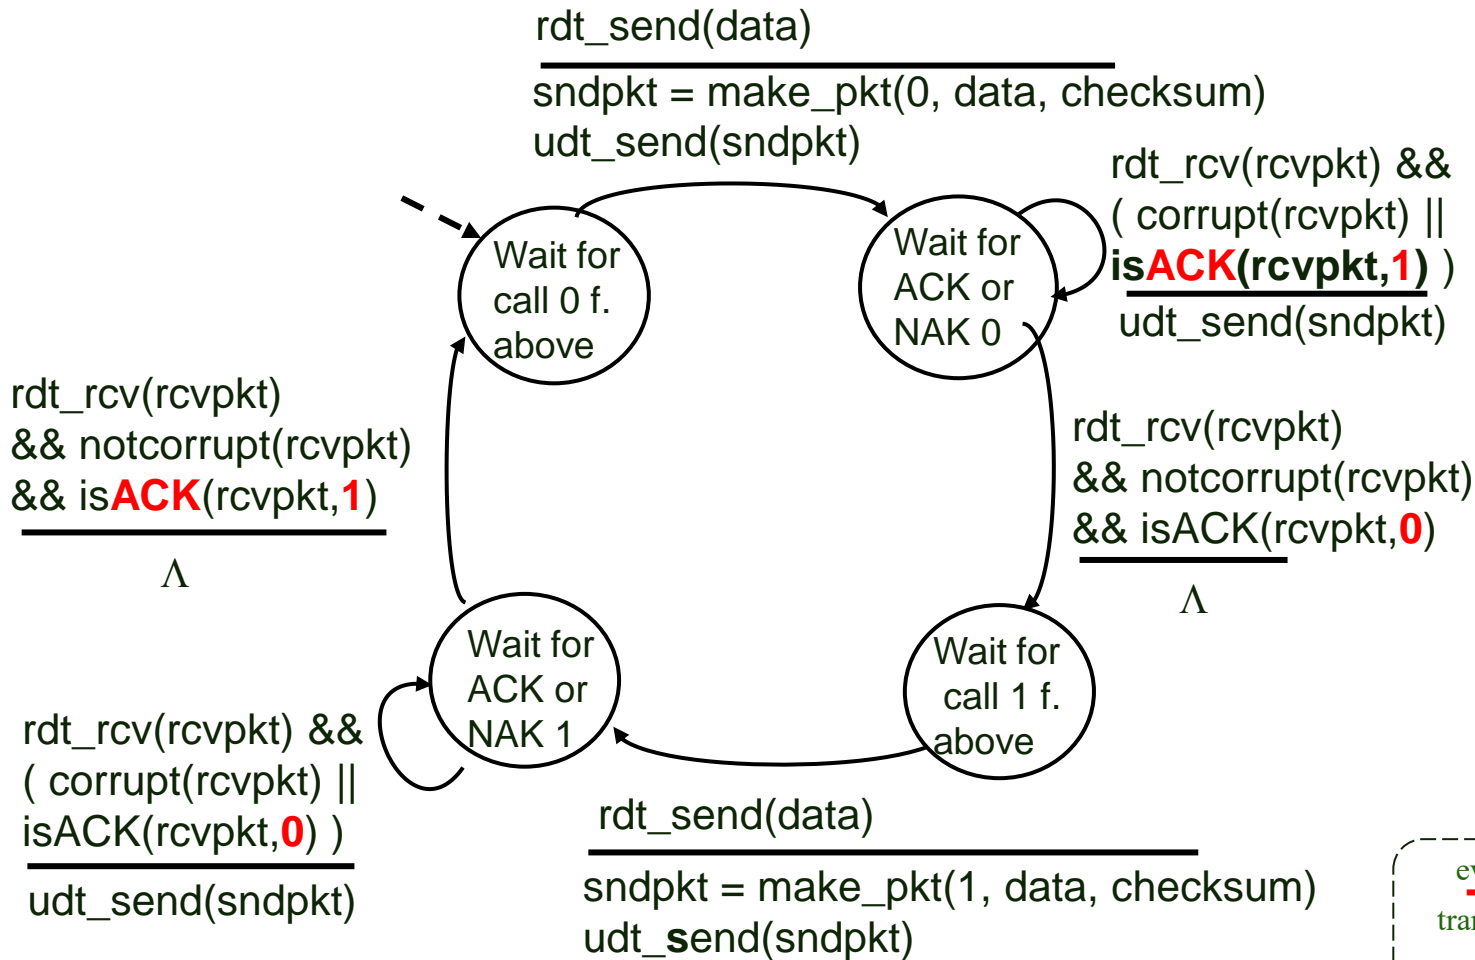 rdt_send(data)
sndpkt = make_pkt(0, data, checksum)
udt_send(sndpkt)
rdt_rcv(rcvpkt) &&
( corrupt(rcvpkt) ||
isACK(rcvpkt,1) )
udt_send(sndpkt)
Wait for
call 0 f.
above
Wait for
ACK or
NAK 0
rdt_rcv(rcvpkt)
&& notcorrupt(rcvpkt)
&& isACK(rcvpkt,1)
Λ
rdt_rcv(rcvpkt)
&& notcorrupt(rcvpkt)
&& isACK(rcvpkt,0)
Λ
Wait for
ACK or
NAK 1
Wait for
call 1 f.
above
rdt_rcv(rcvpkt) &&
( corrupt(rcvpkt) ||
isACK(rcvpkt,0) )
udt_send(sndpkt)
rdt_send(data)
sndpkt = make_pkt(1, data, checksum)
udt_send(sndpkt)